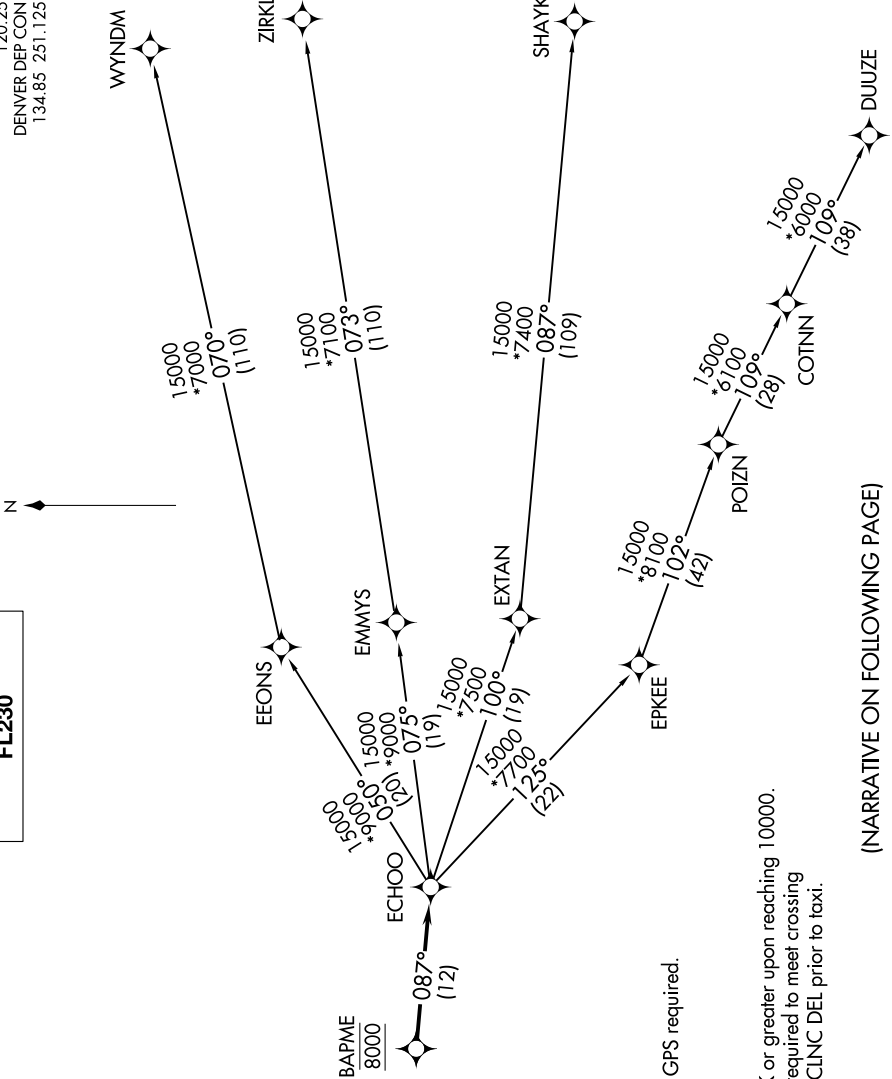 120.25
DENVER DEP CON
134.85 251.125
FL230
N
WYNDM
ZIRKL
SHAYK
DUUZE
15000
*7000
070°
(110)
15000
*7100
073°
(110)
15000
*7400
087°
(109)
15000
*6000
109°
(38)
15000
*6100
109°
(28)
COTNN
POIZN
15000
*8100
102°
(42)
EEONS
EMMYS
EXTAN
EPKEE
15000
*9000
050°
(20)
15000
*9000
075°
(19)
15000
*7500
100°
(19)
15000
*7700
125°
(22)
ECHOO
087°
(12)
BAPME
8000
GPS required.
or greater upon reaching 10000.
required to meet crossing
CLNC DEL prior to taxi.
(NARRATIVE ON FOLLOWING PAGE)